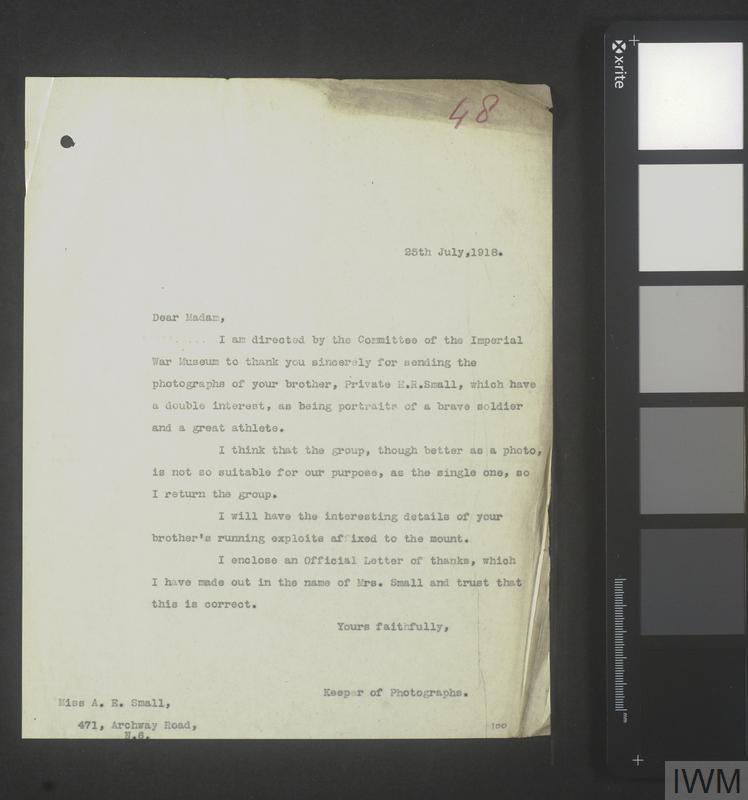 48
25th July,1918.
Dear Madam,
I am directed by the Committee of the Imperial
War Museum to thank you sincerely for sending the
photographs of your brother, Private E.R.Small, which have
a double interest, as being portraits of a brave soldier
and a great athlete.
I think that the group, though better as a photo,
is not so suitable for our purpose, as the single one, so
I return the group.
I will have the interesting details of your
brother's running exploits affixed to the mount.
I enclose an Official Letter of thanks, which
I have made out in the name of Mrs. Small and trust that
this is correct.
Yours faithfully,
Keeper of Photographs.
Miss A. E. Small,
471, Archway Road,
N.6.
100
x-rite
mm
IWM